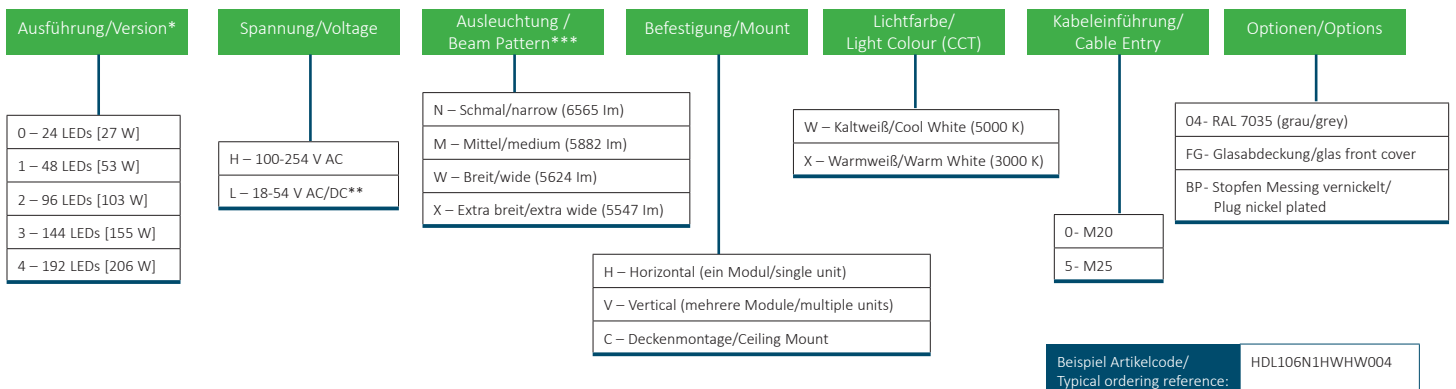 Ausführung/Version*
Spannung/Voltage
Ausleuchtung /
Beam Pattern***
Befestigung/Mount
Lichtfarbe/
Light Colour (CCT)
Kabeleinführung/
Cable Entry
Optionen/Options
0 – 24 LEDs [27 W]
1 – 48 LEDs [53 W]
2 – 96 LEDs [103 W]
3 – 144 LEDs [155 W]
4 – 192 LEDs [206 W]
H – 100-254 V AC
L – 18-54 V AC/DC**
N – Schmal/narrow (6565 lm)
M – Mittel/medium (5882 lm)
W – Breit/wide (5624 lm)
X – Extra breit/extra wide (5547 lm)
H – Horizontal (ein Modul/single unit)
V – Vertical (mehrere Module/multiple units)
C – Deckenmontage/Ceiling Mount
W – Kaltweiß/Cool White (5000 K)
X – Warmweiß/Warm White (3000 K)
0- M20
5- M25
04- RAL 7035 (grau/grey)
FG- Glasabdeckung/glas front cover
BP- Stopfen Messing vernickelt/
Plug nickel plated
Beispiel Artikelcode/
Typical ordering reference:
HDL106N1HWHW004